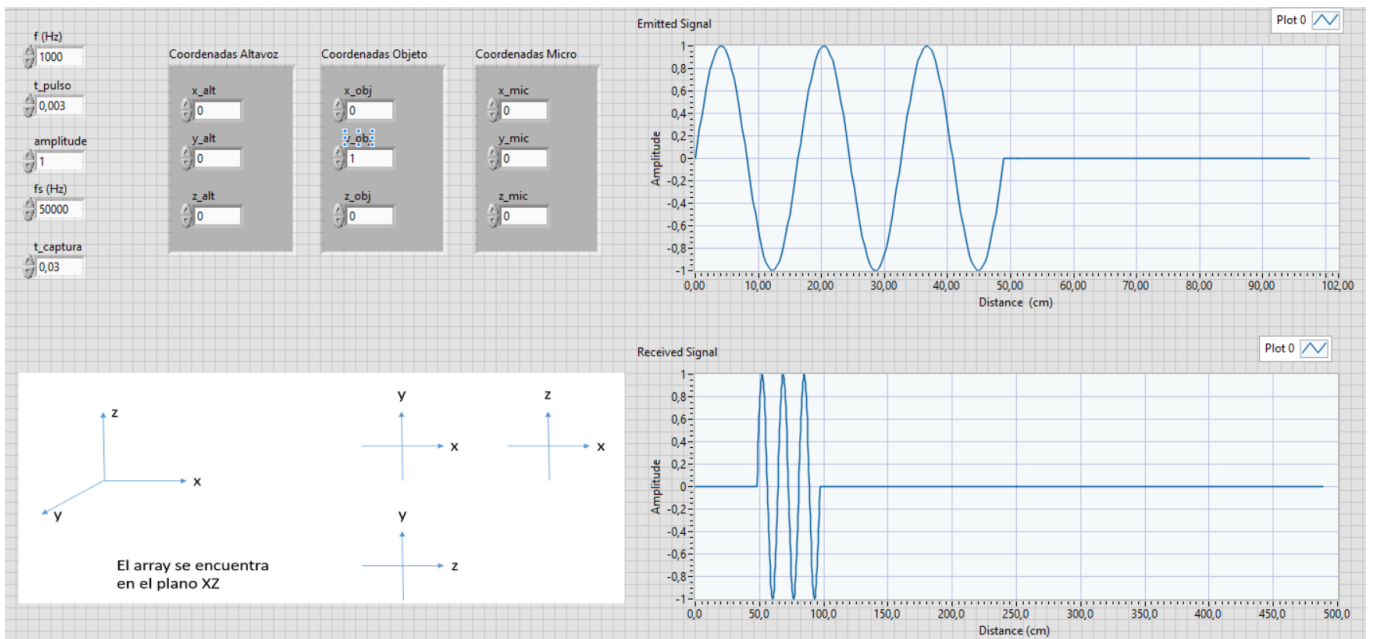 f (Hz)
1000
t_pulso
0,003
amplitude
1
fs (Hz)
50000
t_captura
0,03
Coordenadas Altavoz
x_alt
0
y_alt
0
z_alt
0
Coordenadas Objeto
x_obj
0
y_obj
1
z_obj
0
Coordenadas Micro
x_mic
0
y_mic
0
z_mic
0
Emitted Signal
Plot 0
Amplitude
1
0,8
0,6
0,4
0,2
0
-0,2
-0,4
-0,6
-0,8
-1
0,00 10,00 20,00 30,00 40,00 50,00 60,00 70,00 80,00 90,00 102,00
Distance (cm)
z
x
y
y
x
z
x
y
z
El array se encuentra
en el plano XZ
Received Signal
Plot 0
Amplitude
1
0,8
0,6
0,4
0,2
0
-0,2
-0,4
-0,6
-0,8
-1
0,0 50,0 100,0 150,0 200,0 250,0 300,0 350,0 400,0 450,0 500,0
Distance (cm)